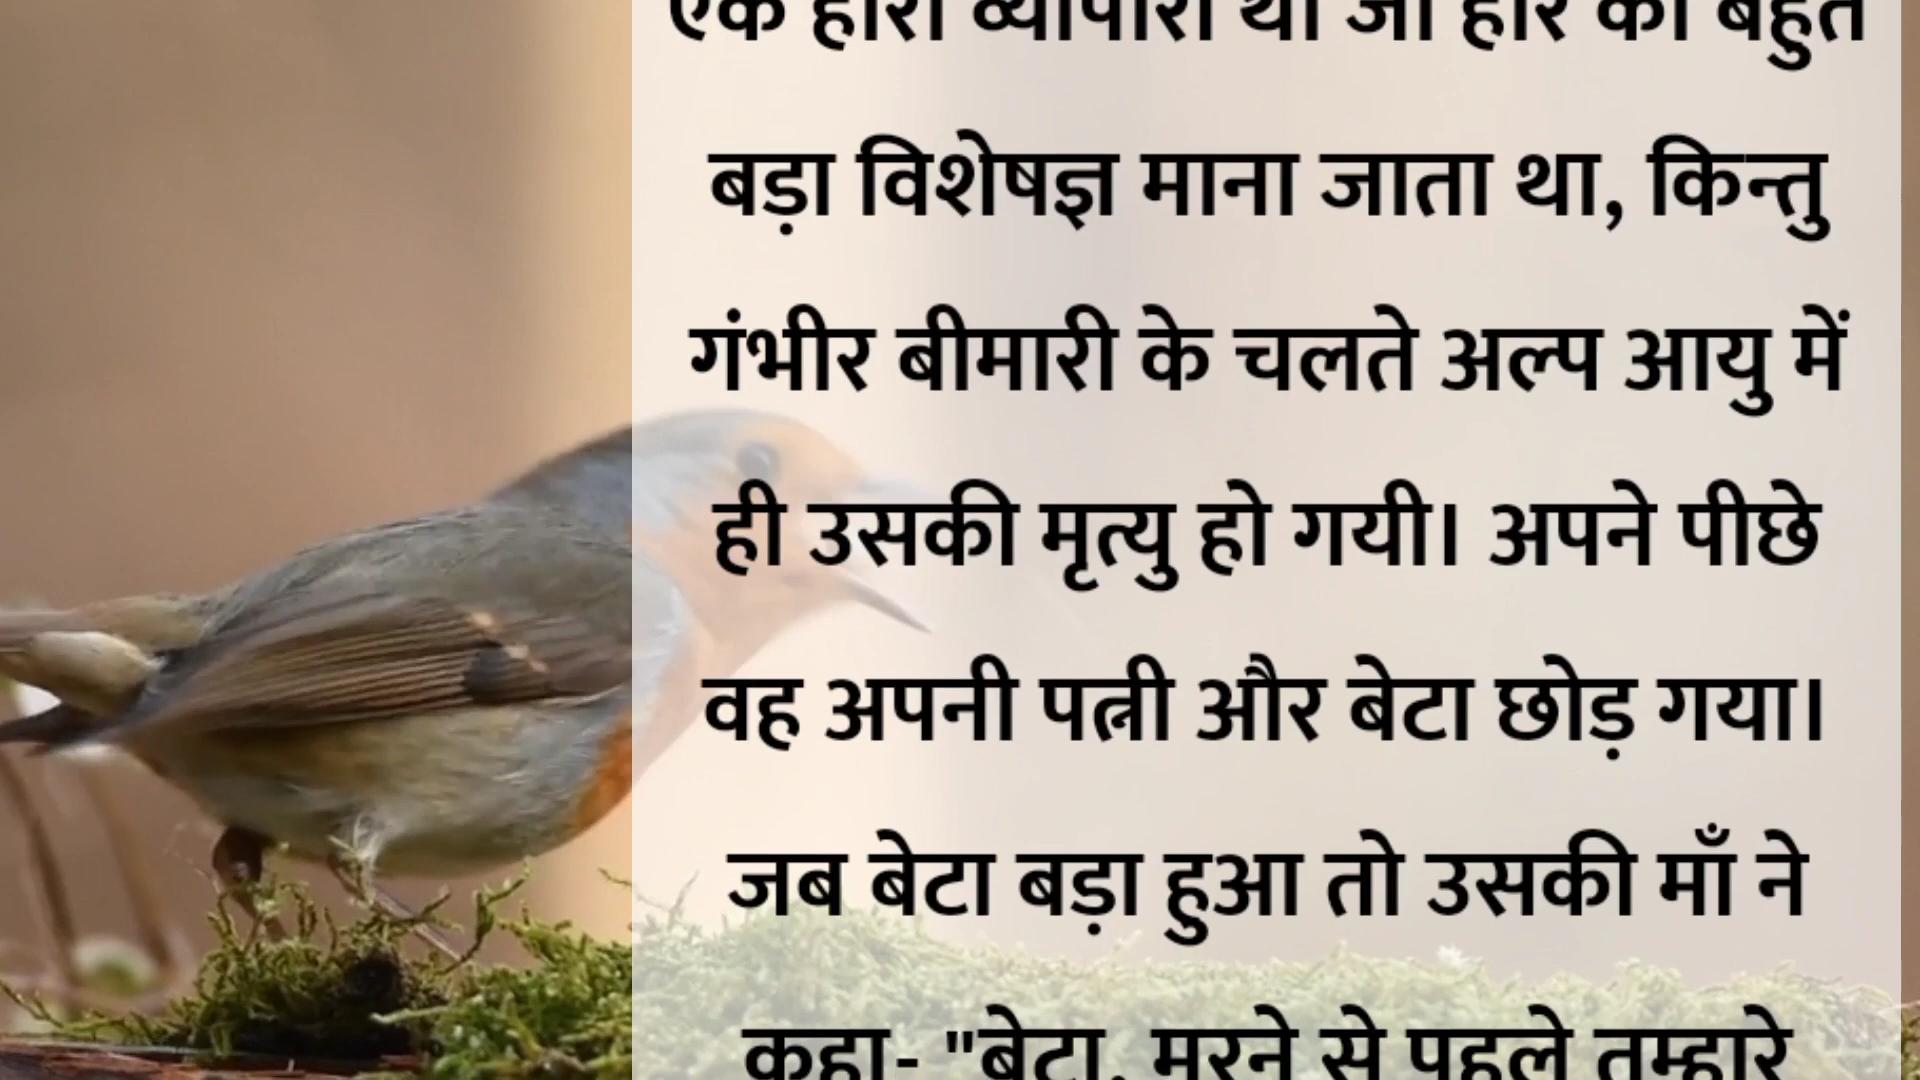 एक हीरा व्यापारी था जो हीरे का बहुत
बड़ा विशेषज्ञ माना जाता था, किन्तु
गंभीर बीमारी के चलते अल्प आयु में
ही उसकी मृत्यु हो गयी। अपने पीछे
वह अपनी पत्नी और बेटा छोड़ गया।
जब बेटा बड़ा हुआ तो उसकी माँ ने
कहा- "बेटा, मरने से पहले तुम्हारे